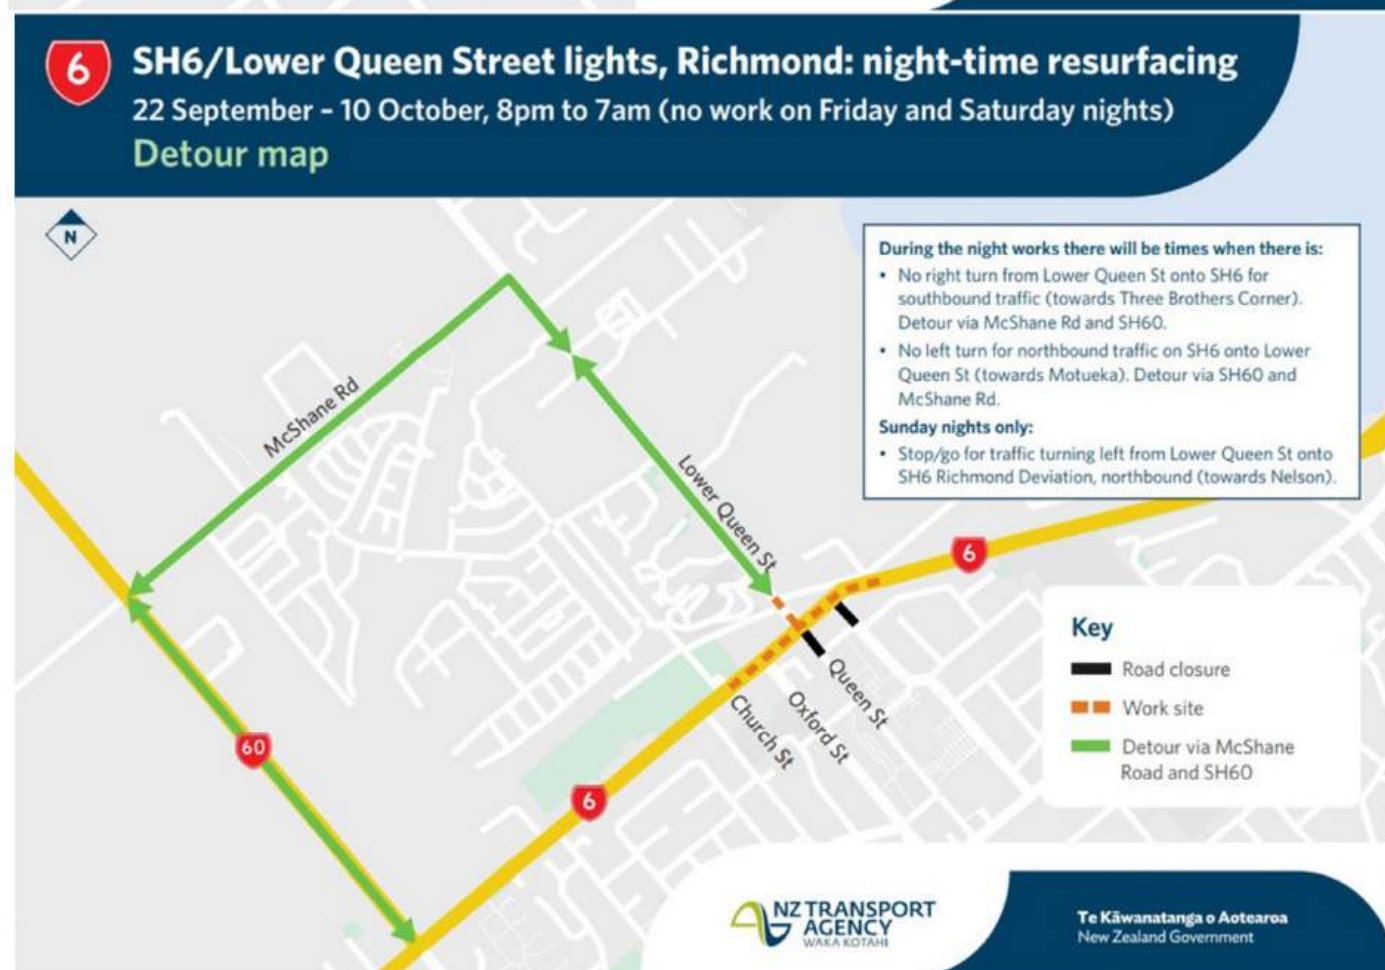 6
SH6/Lower Queen Street lights, Richmond: night-time resurfacing
22 September – 10 October, 8pm to 7am (no work on Friday and Saturday nights)
Detour map
N
During the night works there will be times when there is:
• No right turn from Lower Queen St onto SH6 for
southbound traffic (towards Three Brothers Corner).
Detour via McShane Rd and SH60.
• No left turn for northbound traffic on SH6 onto Lower
Queen St (towards Motueka). Detour via SH60 and
McShane Rd.
Sunday nights only:
• Stop/go for traffic turning left from Lower Queen St onto
SH6 Richmond Deviation, northbound (towards Nelson).
McShane Rd
Lower Queen St
6
Queen St
Oxford St
Church St
60
6
Key
Road closure
Work site
Detour via McShane
Road and SH60
NZ TRANSPORT
AGENCY
WAKA KOTAHI
Te Kāwanatanga o Aotearoa
New Zealand Government